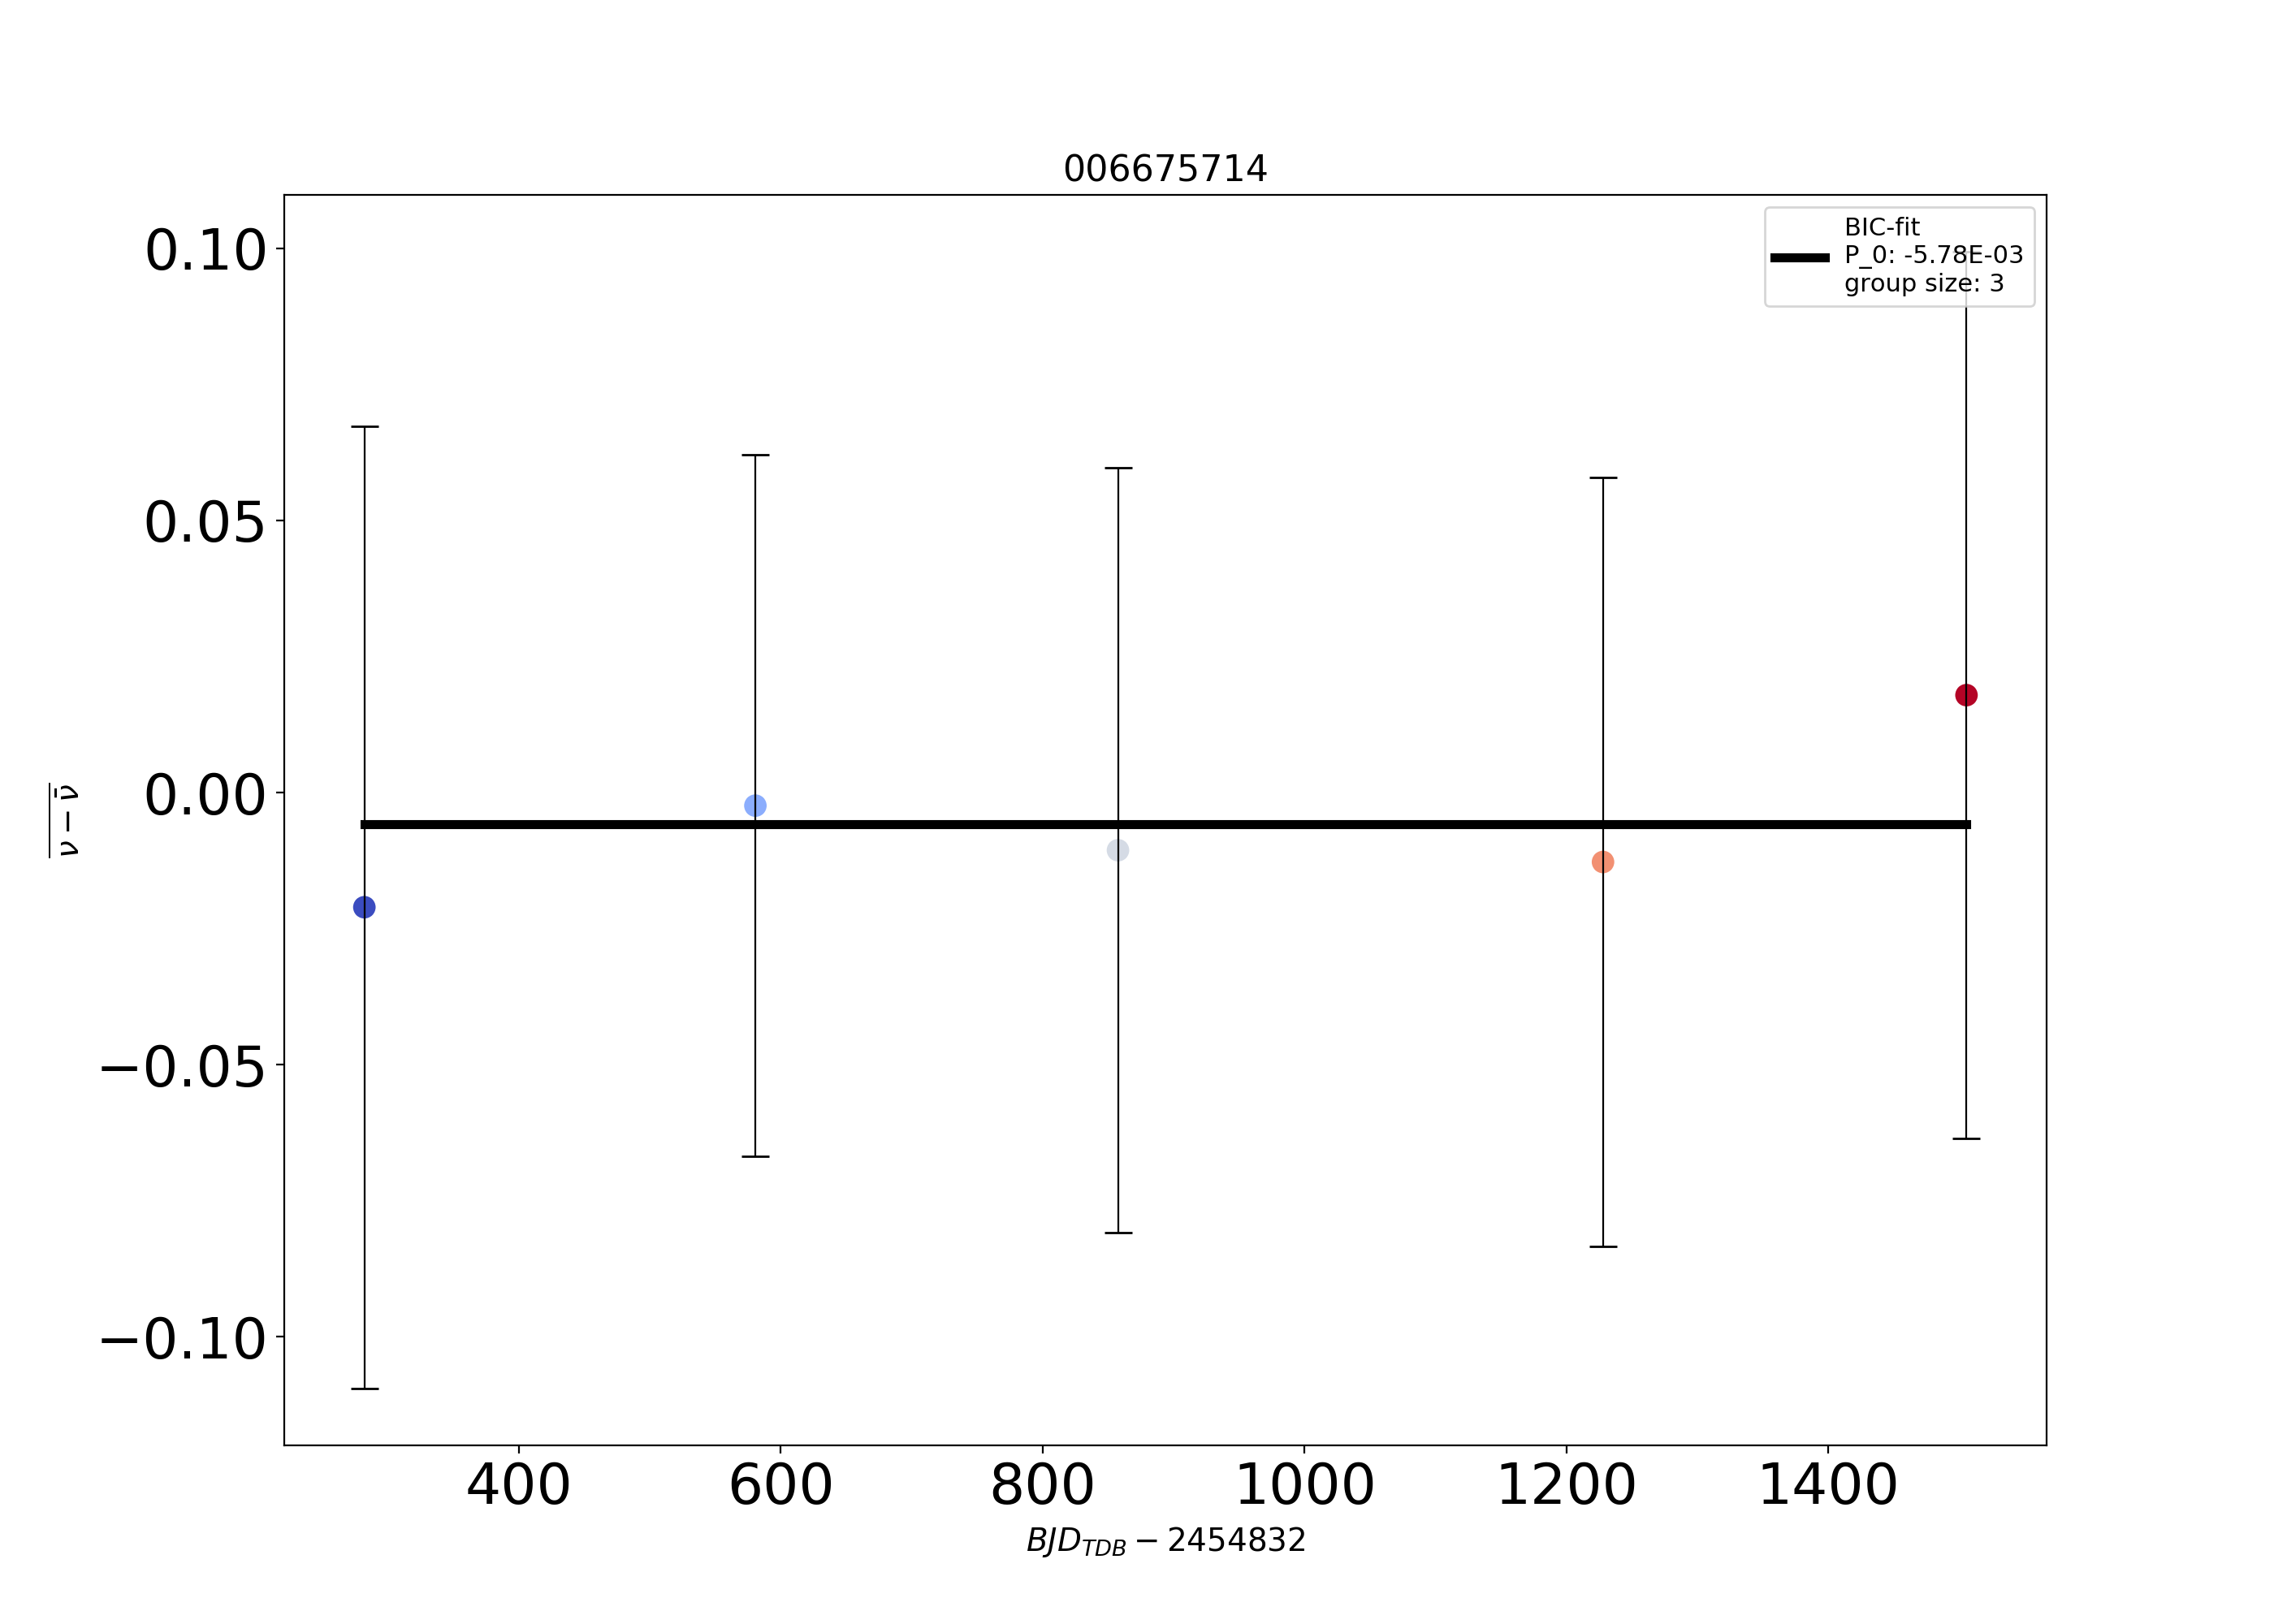 006675714
BIC-fit
P_0: -5.78E-03
group size: 3
0.10
0.05
0.00
−0.05
−0.10
ν − ν̄
400 600 800 1000 1200 1400
BJD_TDB − 2454832